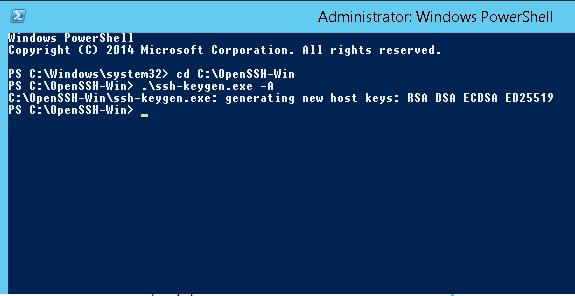 Administrator: Windows PowerShell
Windows PowerShell
Copyright (C) 2014 Microsoft Corporation. All rights reserved.
PS C:\Windows\system32> cd C:\OpenSSH-Win
PS C:\OpenSSH-Win> .\ssh-keygen.exe -A
C:\OpenSSH-Win\ssh-keygen.exe: generating new host keys: RSA DSA ECDSA ED25519
PS C:\OpenSSH-Win>